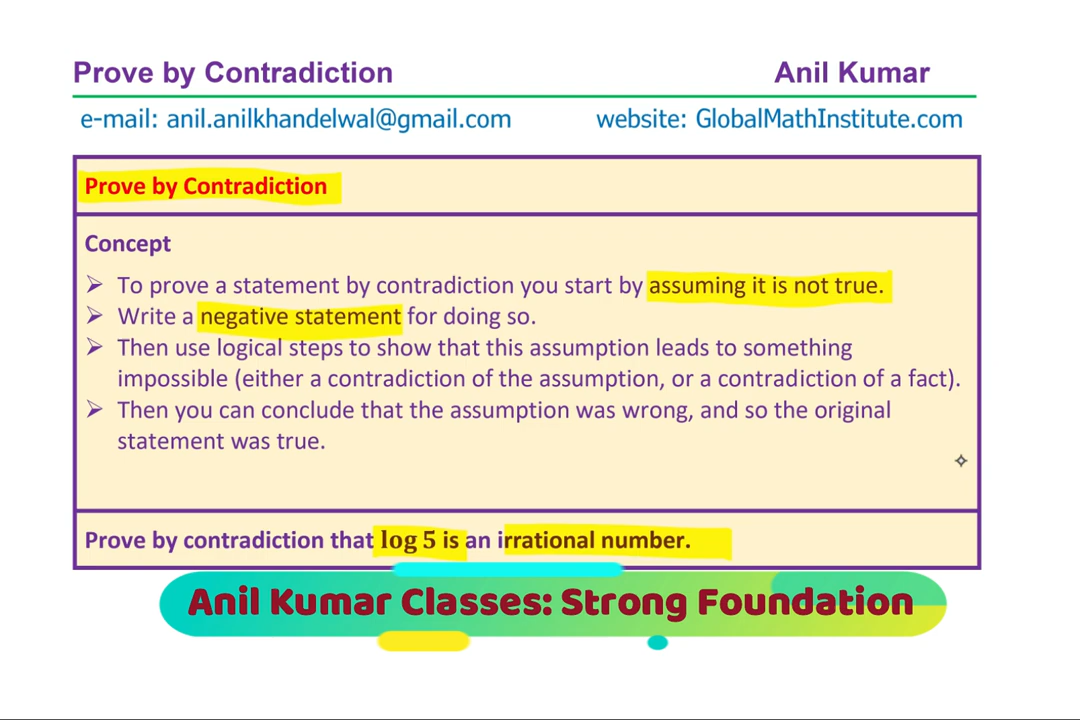 Prove by Contradiction Anil Kumar
e-mail: anil.anilkhandelwal@gmail.com website: GlobalMathInstitute.com
Prove by Contradiction
Concept
➢ To prove a statement by contradiction you start by assuming it is not true.
➢ Write a negative statement for doing so.
➢ Then use logical steps to show that this assumption leads to something
impossible (either a contradiction of the assumption, or a contradiction of a fact).
➢ Then you can conclude that the assumption was wrong, and so the original
statement was true.
Prove by contradiction that log 5 is an irrational number.
Anil Kumar Classes: Strong Foundation